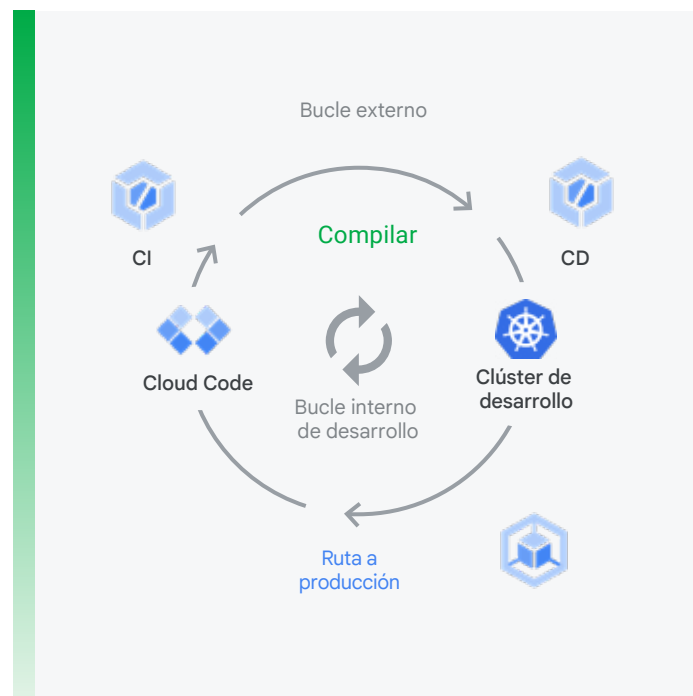 Bucle externo
CI
Compilar
CD
Cloud Code
Bucle interno
de desarrollo
Clúster de
desarrollo
Ruta a
producción